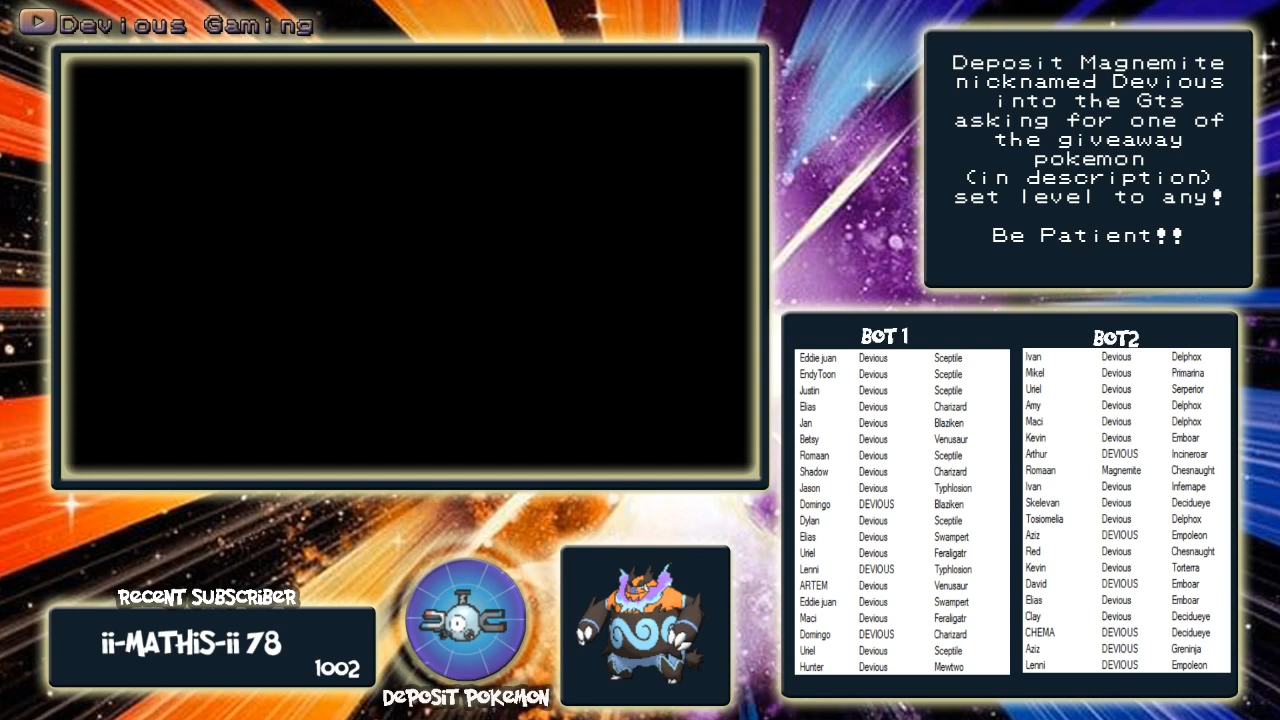 Devious Gaming
Deposit Magnemite
nicknamed Devious
into the Gts
asking for one of
the giveaway
pokemon
(in description)
set level to any!
Be Patient!!
BOT 1
Eddie juan Devious Sceptile
EndyToon Devious Sceptile
Justin Devious Sceptile
Elias Devious Charizard
Jan Devious Blaziken
Betsy Devious Venusaur
Romaan Devious Sceptile
Shadow Devious Charizard
Jason Devious Typhlosion
Domingo DEVIOUS Blaziken
Dylan Devious Sceptile
Elias Devious Swampert
Uriel Devious Feraligatr
Lenni DEVIOUS Typhlosion
ARTEM Devious Venusaur
Eddie juan Devious Swampert
Maci Devious Feraligatr
Domingo DEVIOUS Charizard
Uriel Devious Sceptile
Hunter Devious Mewtwo
BOT2
Ivan Devious Delphox
Mikel Devious Primarina
Uriel Devious Serperior
Amy Devious Delphox
Maci Devious Delphox
Kevin Devious Emboar
Arthur DEVIOUS Incineroar
Romaan Magnemite Chesnaught
Ivan Devious Infernape
Skelevan Devious Decidueye
Tosiomelia Devious Delphox
Aziz DEVIOUS Empoleon
Red Devious Chesnaught
Kevin Devious Torterra
David DEVIOUS Emboar
Elias Devious Emboar
Clay Devious Decidueye
CHEMA DEVIOUS Decidueye
Aziz DEVIOUS Greninja
Lenni DEVIOUS Empoleon
RECENT SUBSCRIBER
ii-MATHiS-ii 78
1002
DEPOSIT POKEMON